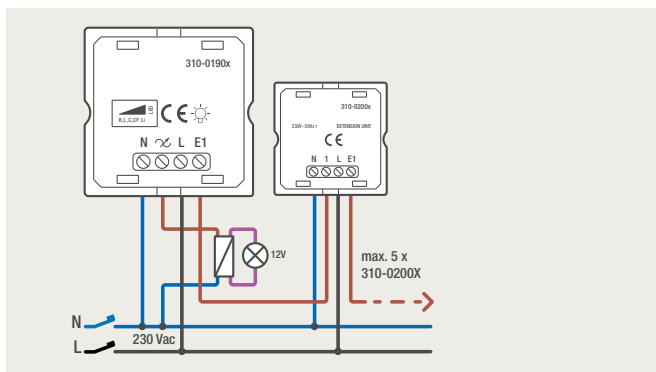 310-0190x
R,L,C,CF Li
LED
CE
N L E1
310-0200x
230V~50Hz
EXTENSION UNIT
CE
N 1 L E1
12V
max. 5 x
310-0200X
N
230 Vac
L